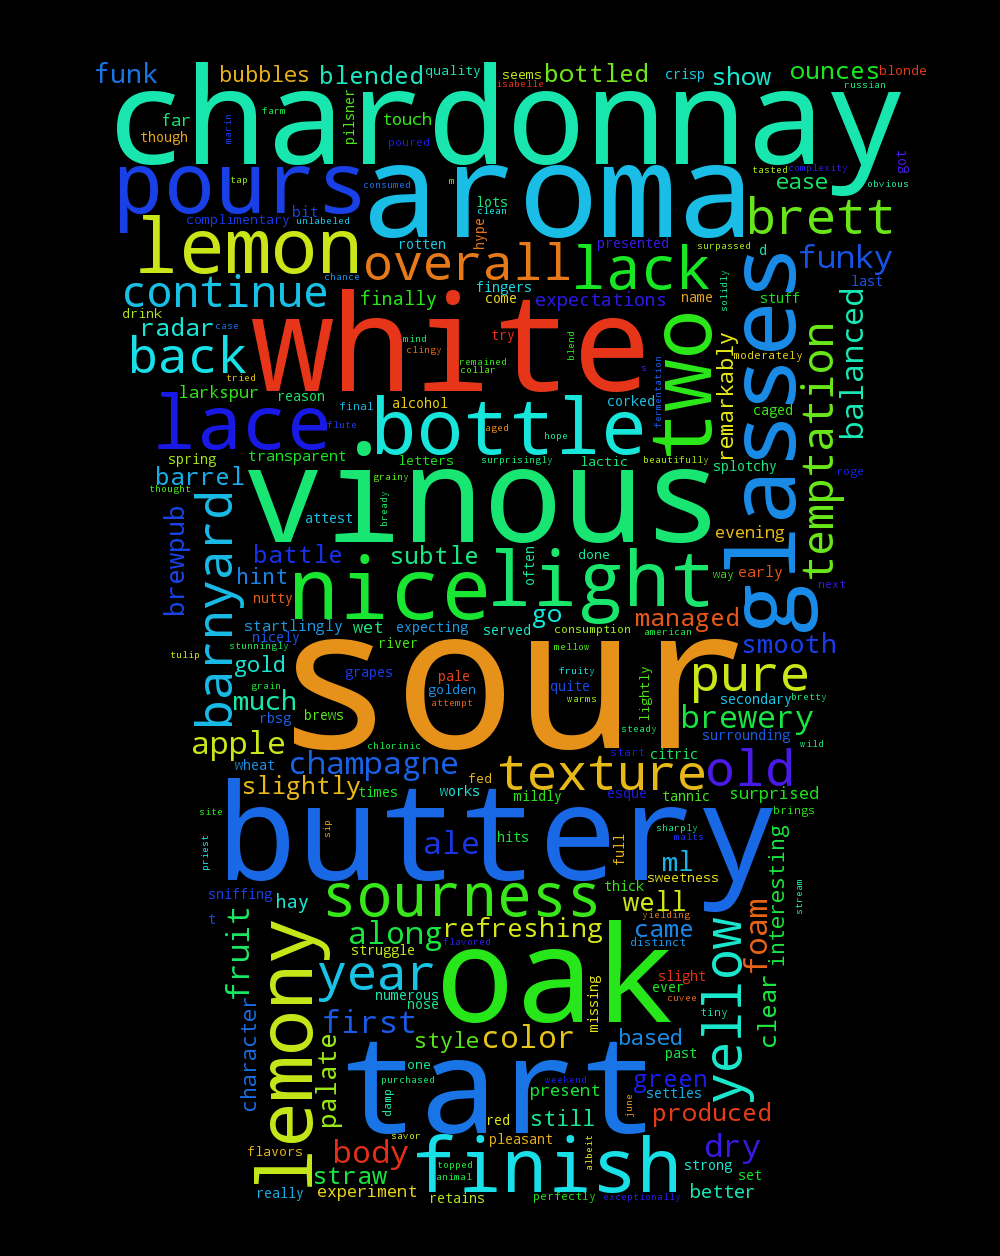 funk
bubbles
blended
quality
seems
isabelle
bottled
crisp
show
ounces
blonde
russian
chardonnay
far
though
marin
farm
pilsner
touch
poured
got
tap
consumed
m
tasted
complexity
obvious
ease
pours
aroma
brett
complimentary
bit
unlabeled
lots
clean
hype
rotten
presented
surpassed
d
funky
lemon
overall
lack
glasses
last
chance
fingers
continue
finally
come
expectations
name
solidly
stuff
drink
radar
case
white
mind
clingy
try
blend
two
remarkably
moderately
balanced
back
tried
remained
collar
s
fermentation
temptation
larkspur
reason
final
alcohol
corked
caged
lace
flute
bottle
aged
hope
spring
transparent
letters
surprisingly
lactic
beautifully
splotchy
roge
thought
barrel
grainy
vinous
bready
attest
evening
brewpub
barnyard
battle
subtle
often
done
way
early
next
hint
nice
light
nutty
go
managed
startlingly
nicely
wet
expecting
served
consumption
american
smooth
stunningly
river
sour
mellow
tulip
gold
grapes
pale
golden
attempt
fruity
quite
warms
lightly
pure
grain
much
secondary
bretty
rbsg
brews
steady
brewery
surrounding
wild
apple
chlorinic
wheat
champagne
fed
start
citric
texture
old
slightly
times
works
mildly
esque
tannic
surprised
brings
site
buttery
sip
ale
hits
full
sharply
malts
priest
ml
interesting
sniffing
hay
sourness
thick
sweetness
well
stream
t
fruit
along
flavored
refreshing
yielding
came
distinct
foam
yellow
struggle
lemony
year
oak
slight
numerous
nose
ever
cuvee
missing
tiny
clear
character
first
style
color
based
past
palate
one
tart
purchased
damp
weekend
present
green
settles
june
red
still
produced
savor
pleasant
albeit
flavors
body
finish
dry
topped
animal
strong
straw
set
really
experiment
retains
perfectly
exceptionally
better